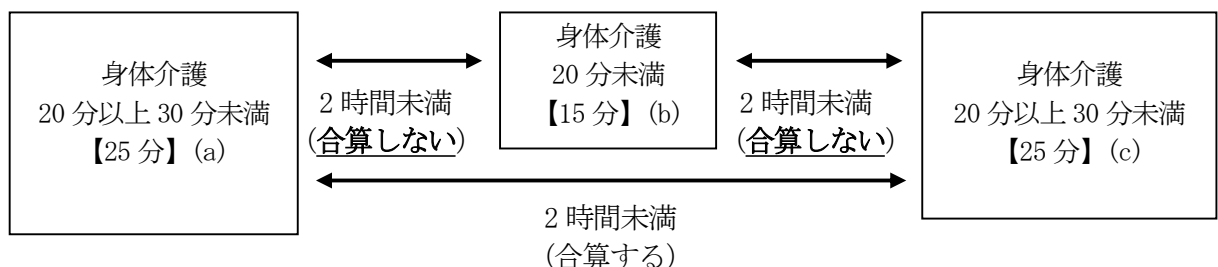 身体介護
20分以上30分未満
【25分】(a)
2時間未満
(合算しない)
身体介護
20分未満
【15分】(b)
2時間未満
(合算しない)
身体介護
20分以上30分未満
【25分】(c)
2時間未満
(合算する)